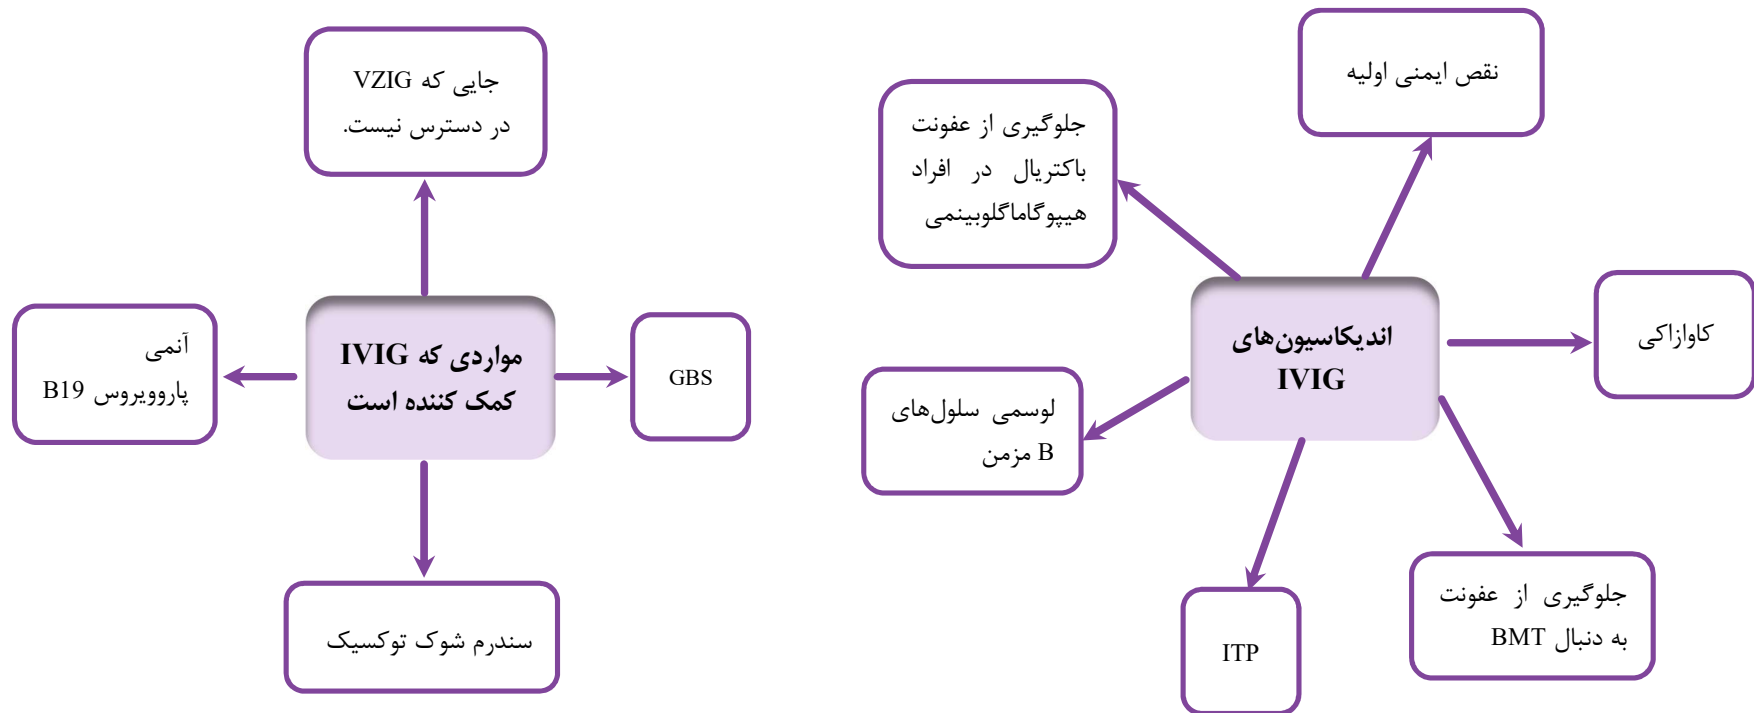 نقص ایمنی اولیه
جلوگیری از عفونت
باکتریال در افراد
هیپوگاماگلوبینمی
اندیکاسیون‌های
IVIG
کاوازاکی
لوسمی سلول‌های
B مزمن
جلوگیری از عفونت
به دنبال BMT
ITP
جایی که VZIG
در دسترس نیست.
مواردی که IVIG
کمک کننده است
GBS
آنمی
پاروویروس B19
سندرم شوک توکسیک